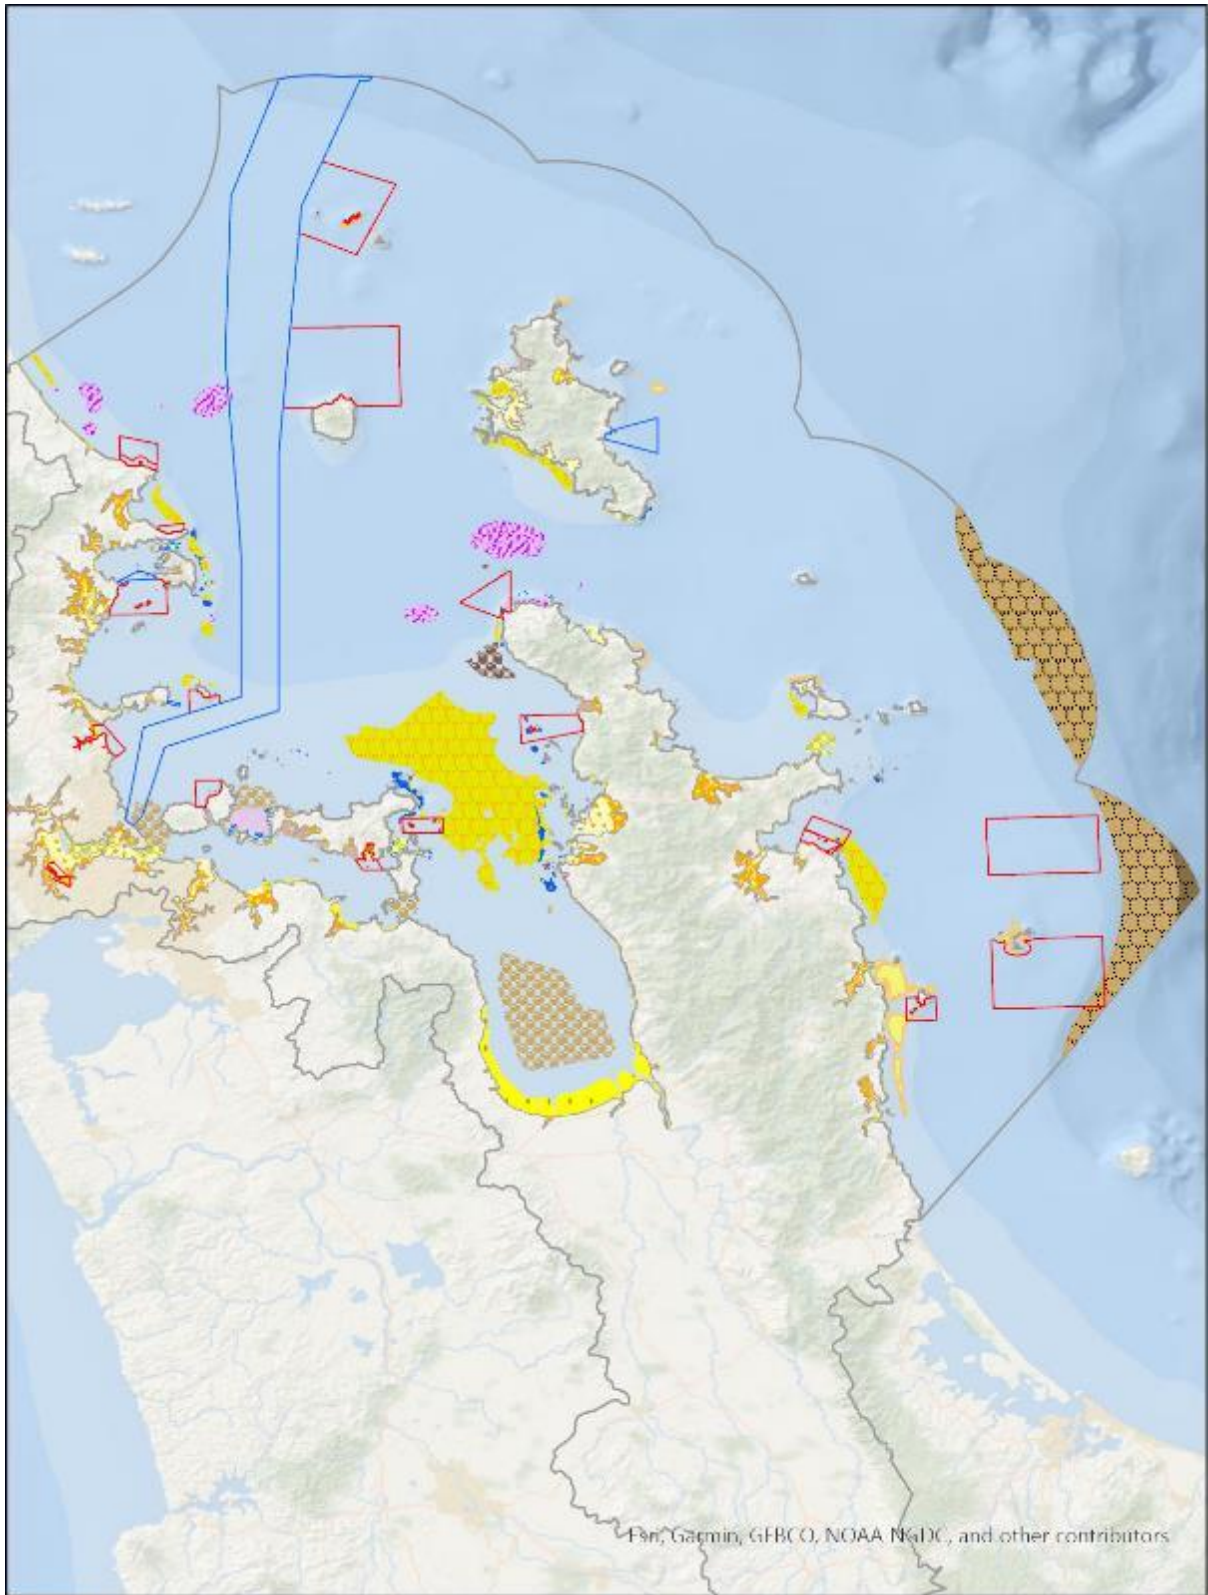 Esri, Garmin, GEBCO, NOAA NGDC, and other contributors